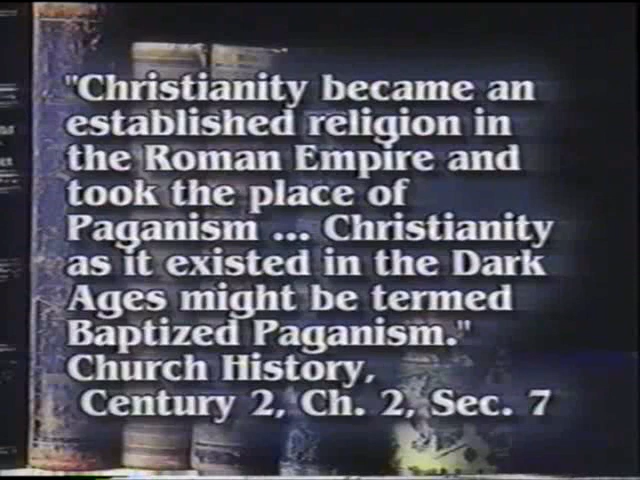 "Christianity became an
established religion in
the Roman Empire and
took the place of
Paganism ... Christianity
as it existed in the Dark
Ages might be termed
Baptized Paganism."
Church History,
Century 2, Ch. 2, Sec. 7